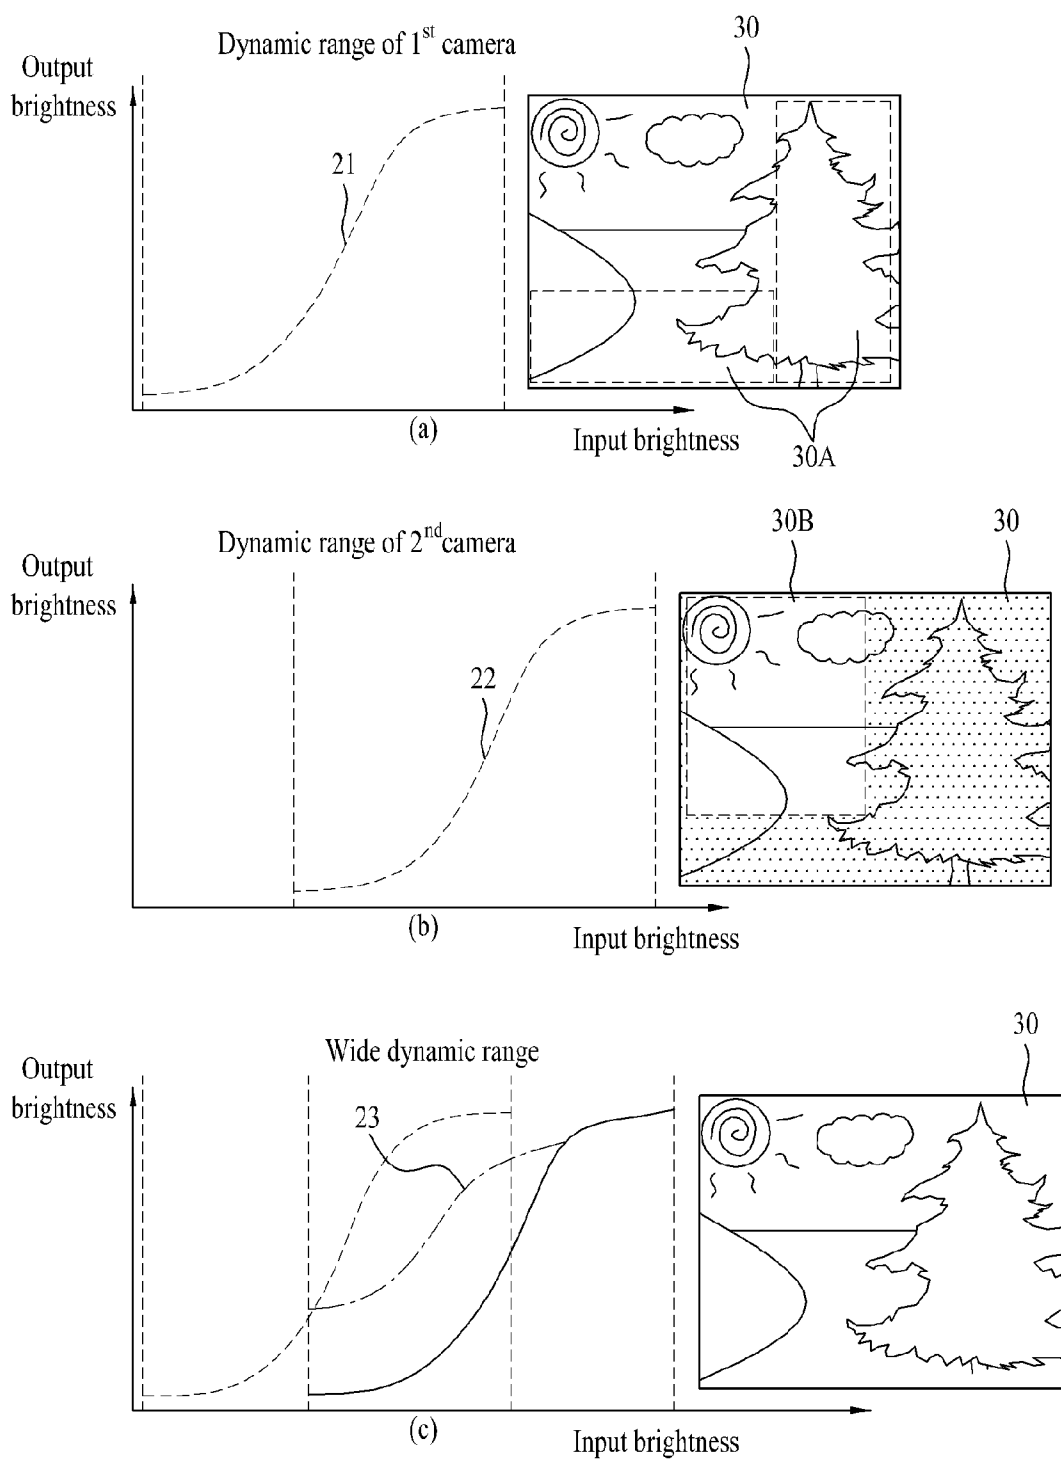 Dynamic range of 1st camera
30
Output
brightness
21
(a)
Input brightness
30A
30B
30
Dynamic range of 2nd camera
Output
brightness
22
(b)
Input brightness
30
Wide dynamic range
Output
brightness
23
(c)
Input brightness